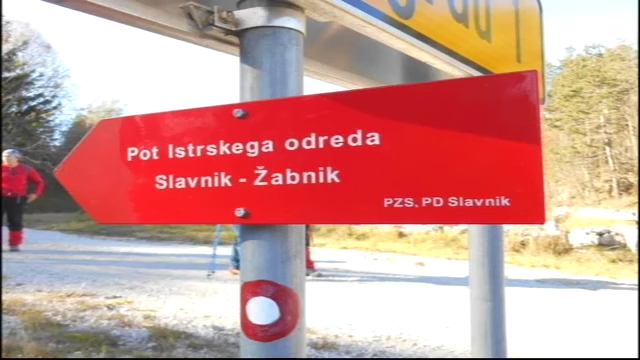 Pot Istrskega odreda
Slavnik - Žabnik
PZS, PD Slavnik